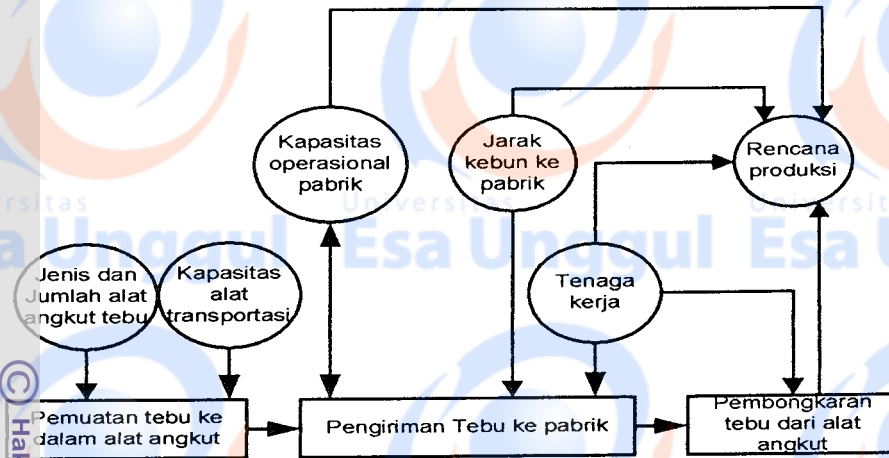 Kapasitas
operasional
pabrik
Jarak
kebun ke
pabrik
Rencana
produksi
Universitas
Esa Unggul
Jenis dan
Jumlah alat
angkut tebu
Kapasitas
alat
transportasi
Tenaga
kerja
Pemuatan tebu ke
dalam alat angkut
Pengiriman Tebu ke pabrik
Pembongkaran
tebu dari alat
angkut
© Hak